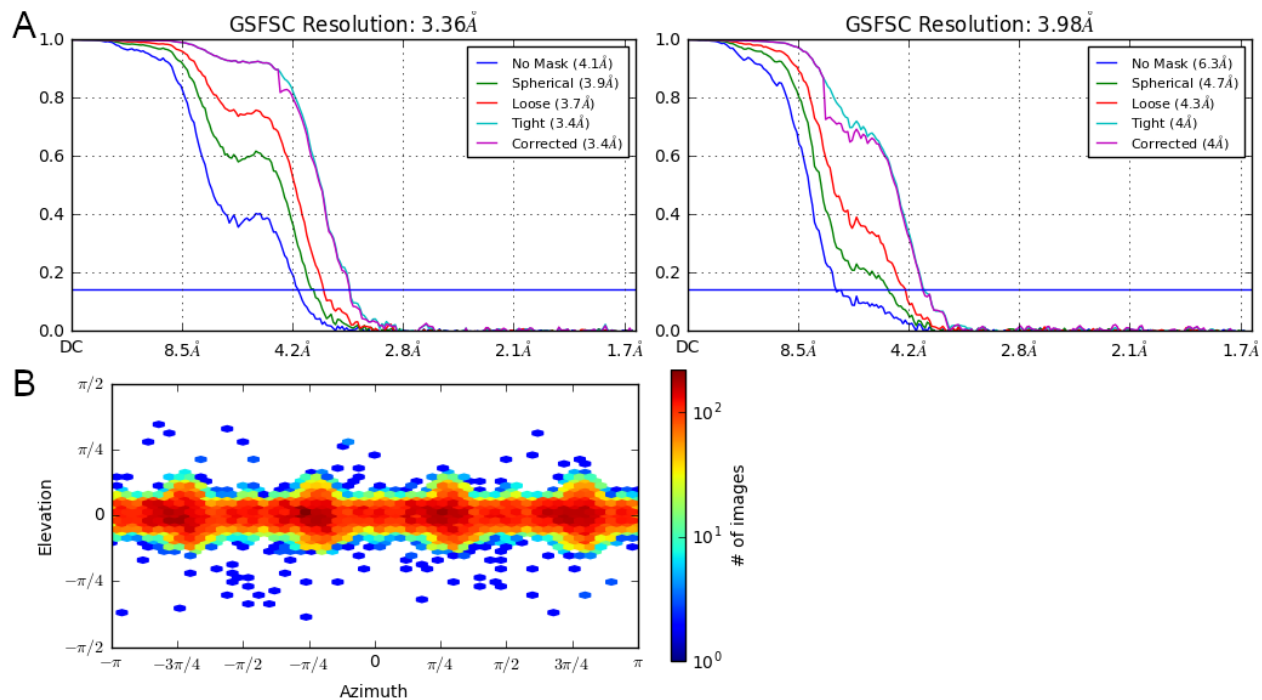 A
GSFSC Resolution: 3.36Å
1.0
0.8
0.6
0.4
0.2
0.0
DC
8.5Å
4.2Å
2.8Å
2.1Å
1.7Å
No Mask (4.1Å)
Spherical (3.9Å)
Loose (3.7Å)
Tight (3.4Å)
Corrected (3.4Å)
GSFSC Resolution: 3.98Å
1.0
0.8
0.6
0.4
0.2
0.0
DC
8.5Å
4.2Å
2.8Å
2.1Å
1.7Å
No Mask (6.3Å)
Spherical (4.7Å)
Loose (4.3Å)
Tight (4Å)
Corrected (4Å)
B
π/2
π/4
0
−π/4
−π/2
Elevation
−π
−3π/4
−π/2
−π/4
0
π/4
π/2
3π/4
π
Azimuth
10²
10¹
10⁰
# of images